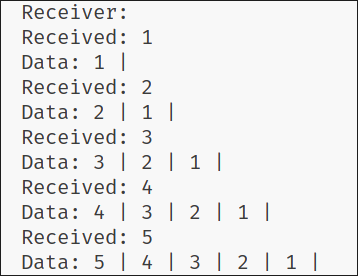 Receiver:
Received: 1
Data: 1 |
Received: 2
Data: 2 | 1 |
Received: 3
Data: 3 | 2 | 1 |
Received: 4
Data: 4 | 3 | 2 | 1 |
Received: 5
Data: 5 | 4 | 3 | 2 | 1 |